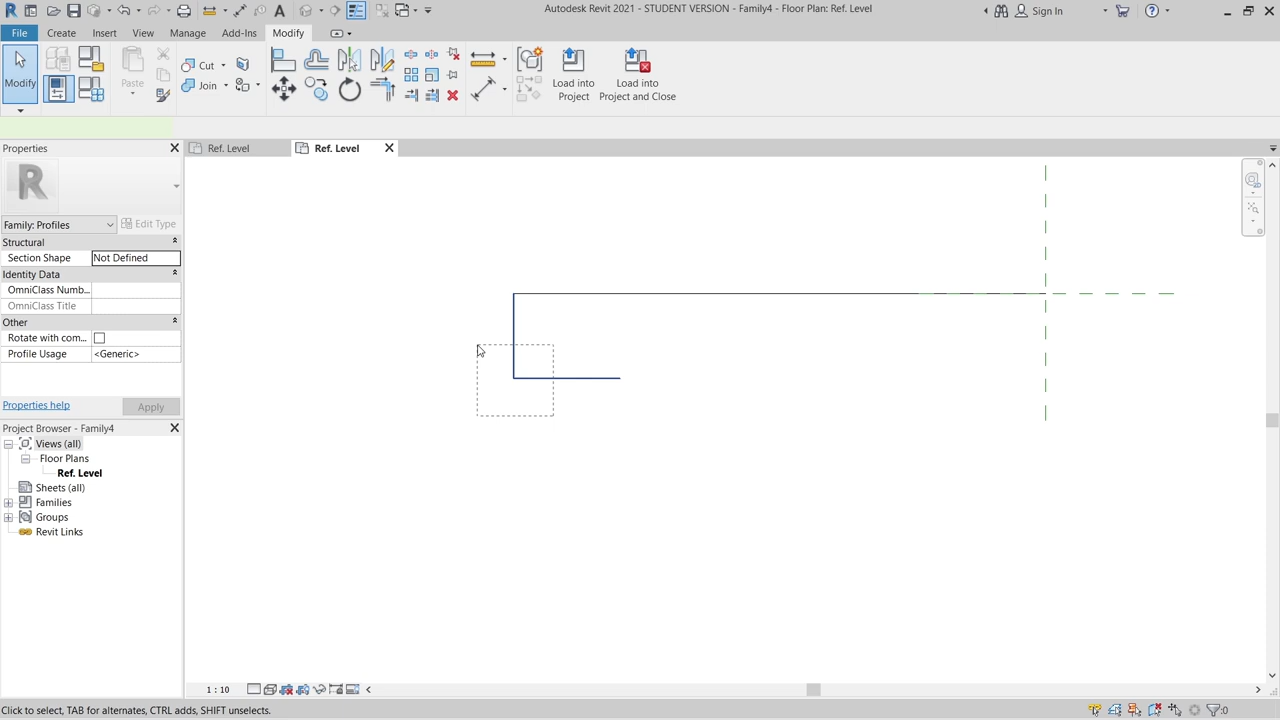 Autodesk Revit 2021 - STUDENT VERSION - Family4 - Floor Plan: Ref. Level
Sign In
File Create Insert View Manage Add-Ins Modify
Modify
Paste
Cut
Join
Load into
Project
Load into
Project and Close
Properties
Ref. Level
Ref. Level
R
Family: Profiles
Edit Type
Structural
Section Shape Not Defined
Identity Data
OmniClass Numb...
OmniClass Title
Other
Rotate with com...
Profile Usage <Generic>
Properties help
Apply
Project Browser - Family4
Views (all)
Floor Plans
Ref. Level
Sheets (all)
Families
Groups
Revit Links
1 : 10
Click to select, TAB for alternates, CTRL adds, SHIFT unselects.
:0